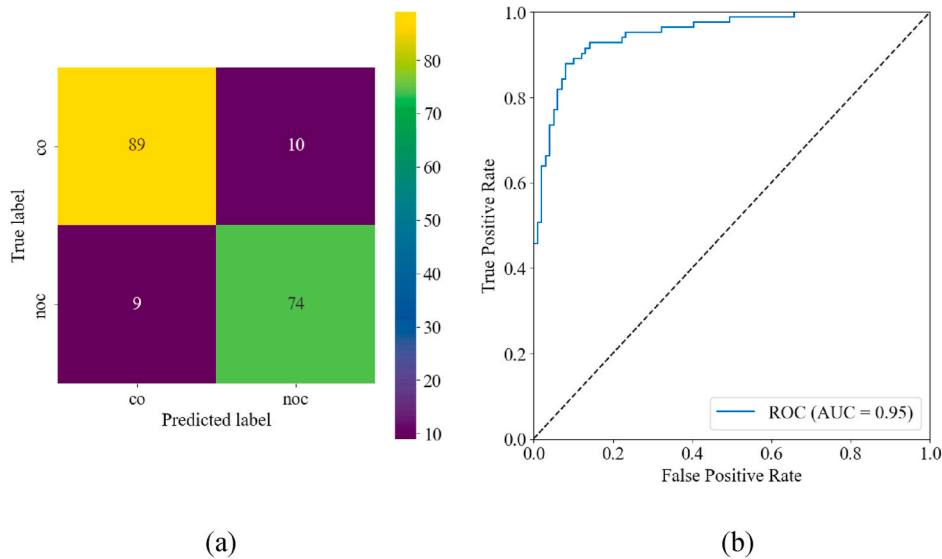 co
noc
True label
89
10
9
74
co
noc
Predicted label
80
70
60
50
40
30
20
10
1.0
0.8
0.6
0.4
0.2
0.0
True Positive Rate
ROC (AUC = 0.95)
0.0
0.2
0.4
0.6
0.8
1.0
False Positive Rate
(a)
(b)